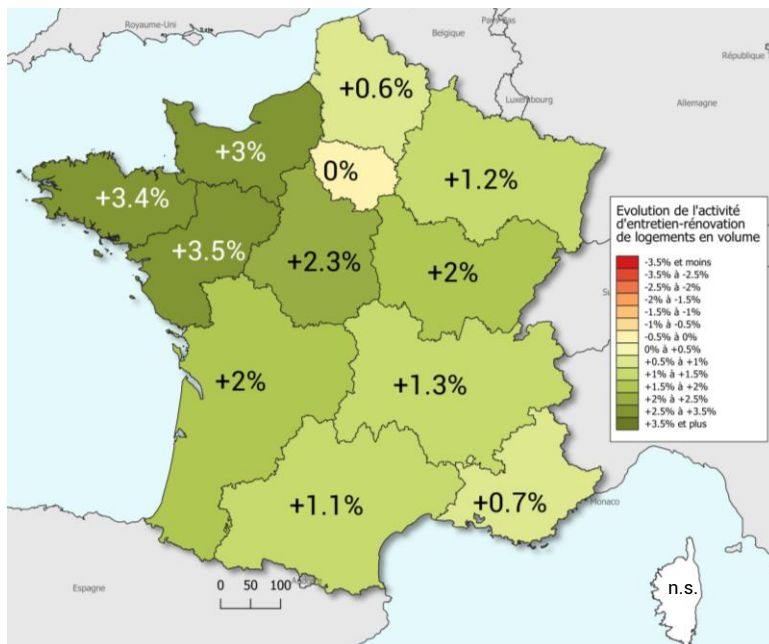 Royaume-Uni
Pays-Bas
Belgique
République T
Luxembourg
Allemagne
+0.6%
+3%
0%
+1.2%
+3.4%
+3.5%
+2.3%
+2%
Evolution de l'activité
d'entretien-rénovation
de logements en volume
-3.5% et moins
-3.5% à -2.5%
-2.5% à -2%
-2% à -1.5%
-1.5% à -1%
-1% à -0.5%
-0.5% à 0%
0% à +0.5%
+0.5% à +1%
+1% à +1.5%
+1.5% à +2%
+2% à +2.5%
+2.5% à +3.5%
+3.5% et plus
Su
+2%
+1.3%
+1.1%
+0.7%
Monaco
Espagne
0 50 100
n.s.